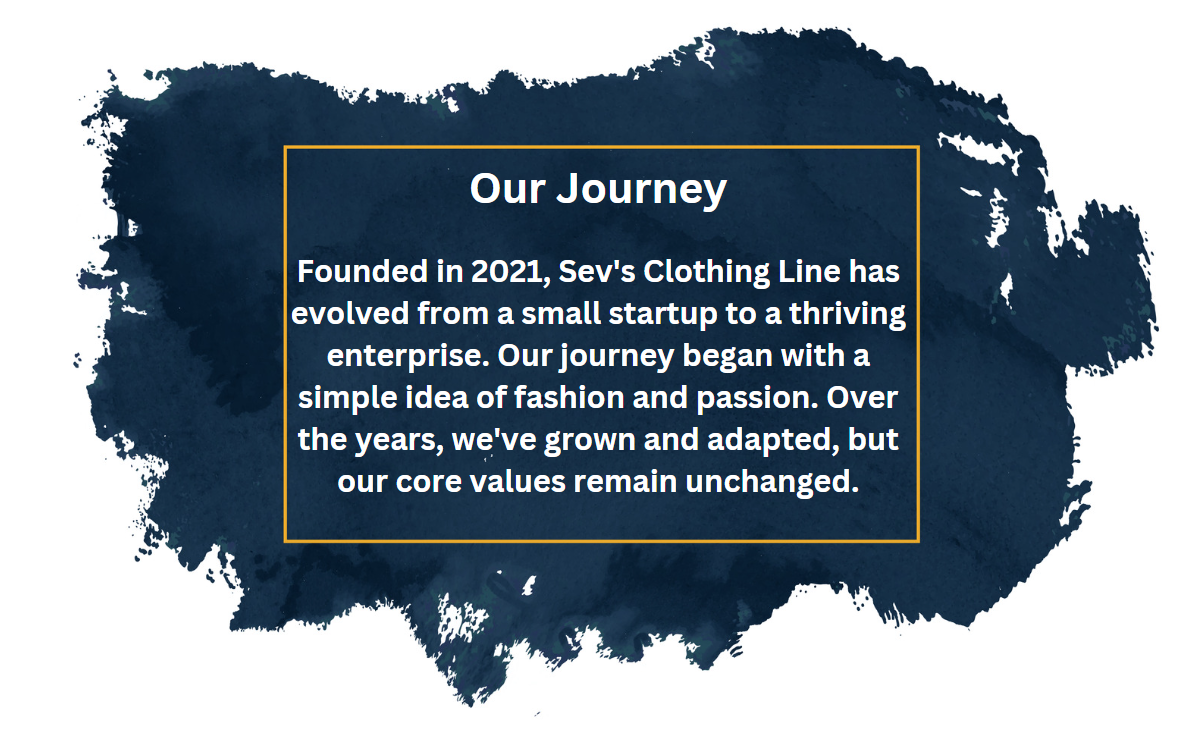 Our Journey
Founded in 2021, Sev's Clothing Line has
evolved from a small startup to a thriving
enterprise. Our journey began with a
simple idea of fashion and passion. Over
the years, we've grown and adapted, but
our core values remain unchanged.